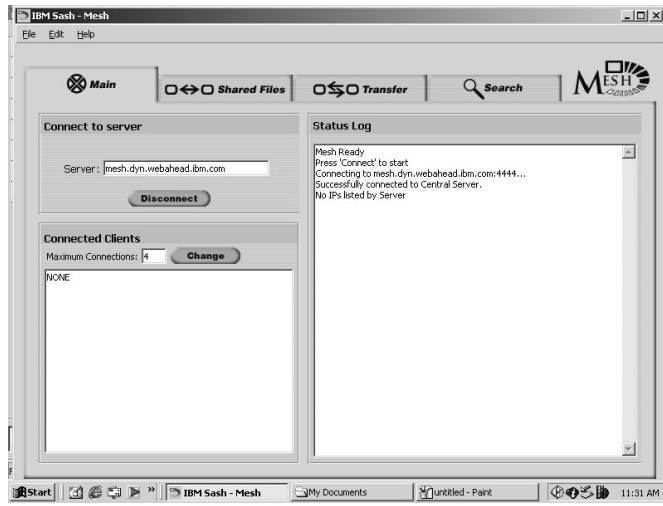 IBM Sash - Mesh
File Edit Help
Main
Shared Files
Transfer
Search
MESH
Connect to server
Server: mesh.dyn.webahead.ibm.com
Disconnect
Connected Clients
Maximum Connections: 4 Change
NONE
Status Log
Mesh Ready
Press 'Connect' to start
Connecting to mesh.dyn.webahead.ibm.com:4444...
Successfully connected to Central Server.
No IPs listed by Server
Start » IBM Sash - Mesh My Documents untitled - Paint 11:31 AM